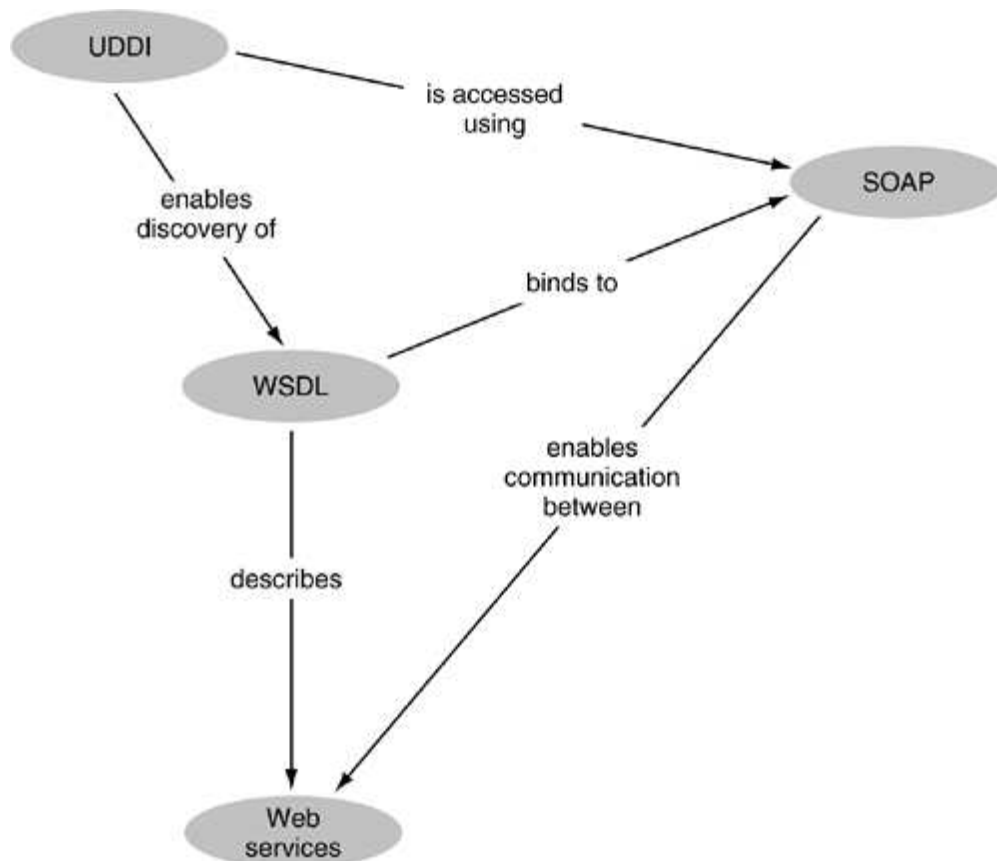 UDDI
is accessed
using
SOAP
enables
discovery of
binds to
WSDL
enables
communication
between
describes
Web
services